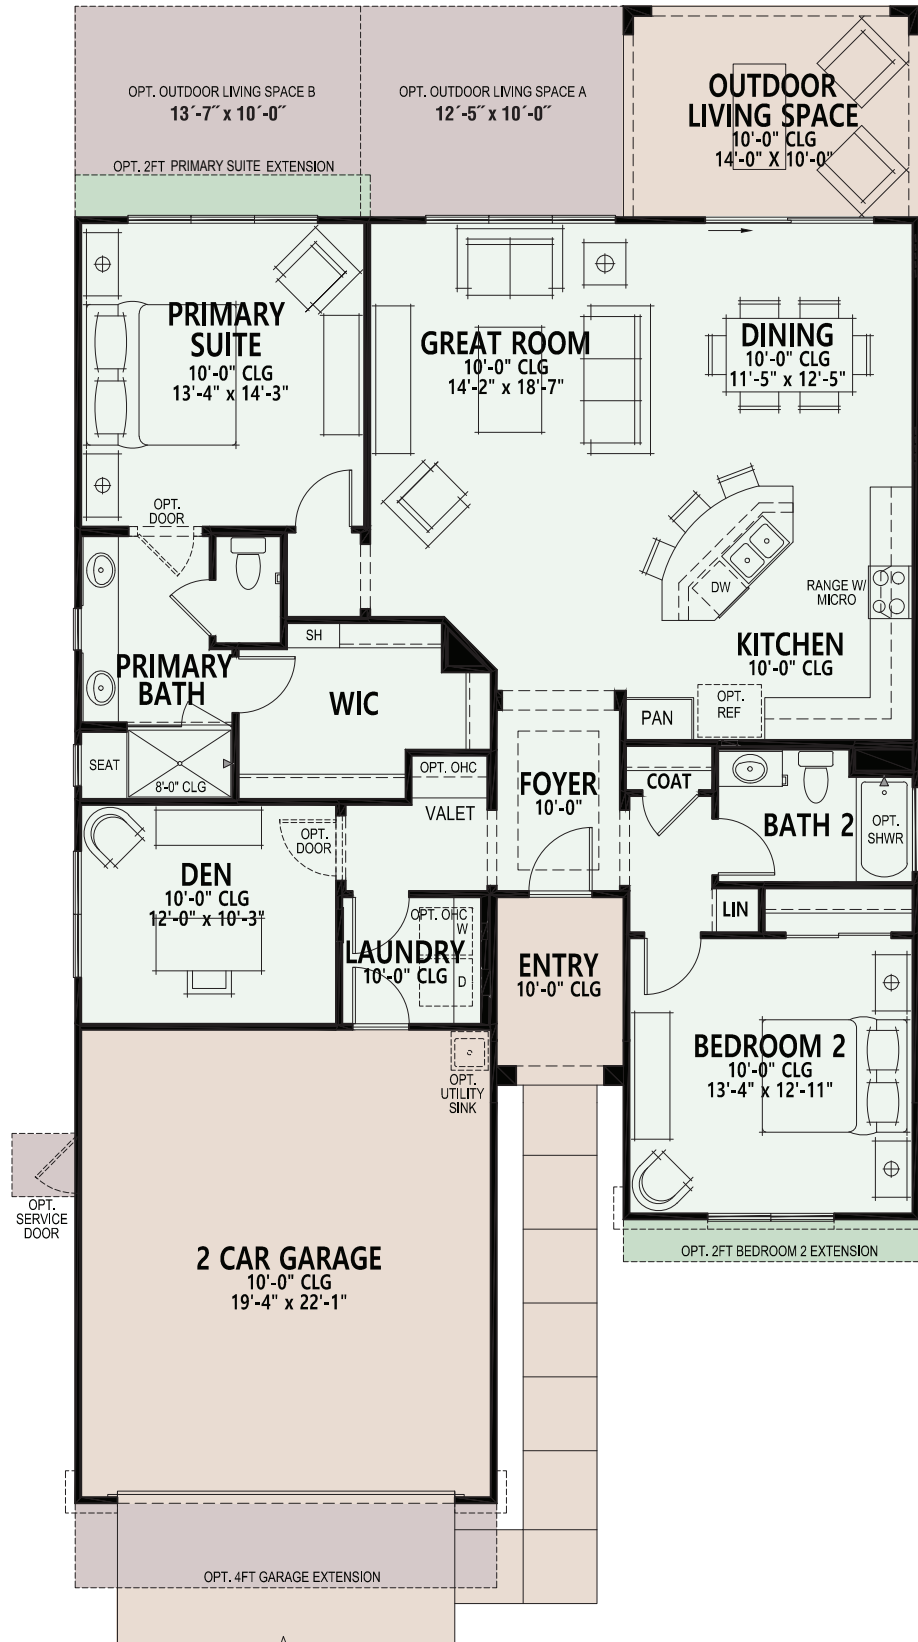 OPT. OUTDOOR LIVING SPACE B
13´-7˝ x 10´-0˝
OPT. OUTDOOR LIVING SPACE A
12´-5˝ x 10´-0˝
OUTDOOR
LIVING SPACE
10'-0" CLG
14'-0" X 10'-0"
OPT. 2FT PRIMARY SUITE EXTENSION
PRIMARY
SUITE
10'-0" CLG
13'-4" x 14'-3"
GREAT ROOM
10'-0" CLG
14'-2" x 18'-7"
DINING
10'-0" CLG
11'-5" x 12'-5"
OPT.
DOOR
DW
RANGE W/
MICRO
KITCHEN
10'-0" CLG
SH
PRIMARY
BATH
WIC
OPT.
REF
PAN
SEAT
8'-0" CLG
OPT. OHC
VALET
FOYER
10'-0"
COAT
BATH 2
OPT.
SHWR
OPT.
DOOR
DEN
10'-0" CLG
12'-0" x 10'-3"
OPT. OHC
W
LAUNDRY
10'-0" CLG
D
LIN
ENTRY
10'-0" CLG
BEDROOM 2
10'-0" CLG
13'-4" x 12'-11"
OPT.
UTILITY
SINK
OPT.
SERVICE
DOOR
2 CAR GARAGE
10'-0" CLG
19'-4" x 22'-1"
OPT. 2FT BEDROOM 2 EXTENSION
OPT. 4FT GARAGE EXTENSION